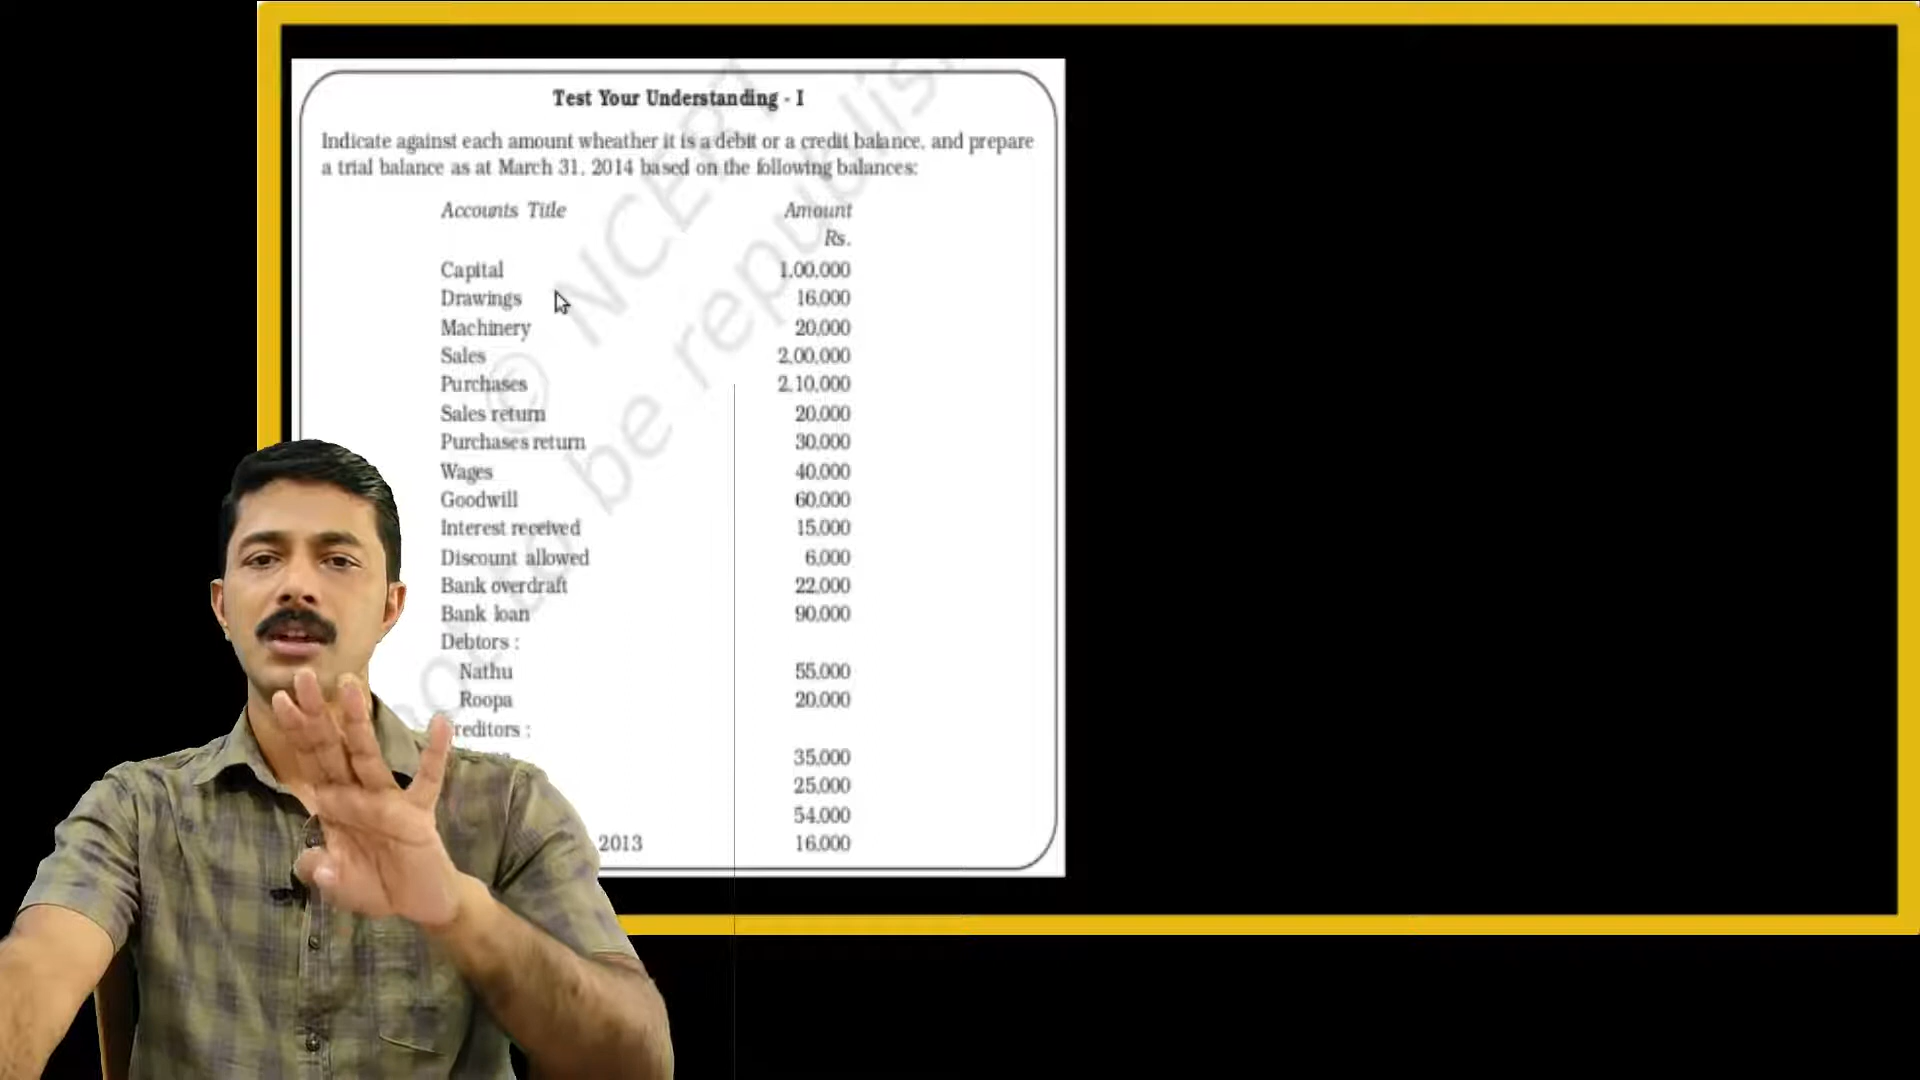 Test Your Understanding - I
Indicate against each amount wheather it is a debit or a credit balance, and prepare
a trial balance as at March 31, 2014 based on the following balances:
Accounts Title Amount
Rs.
Capital 1,00,000
Drawings 16,000
Machinery 20,000
Sales 2,00,000
Purchases 2,10,000
Sales return 20,000
Purchases return 30,000
Wages 40,000
Goodwill 60,000
Interest received 15,000
Discount allowed 6,000
Bank overdraft 22,000
Bank loan 90,000
Debtors :
Nathu 55,000
Roopa 20,000
reditors :
35,000
25,000
54,000
2013 16,000
© NCERT
be republis